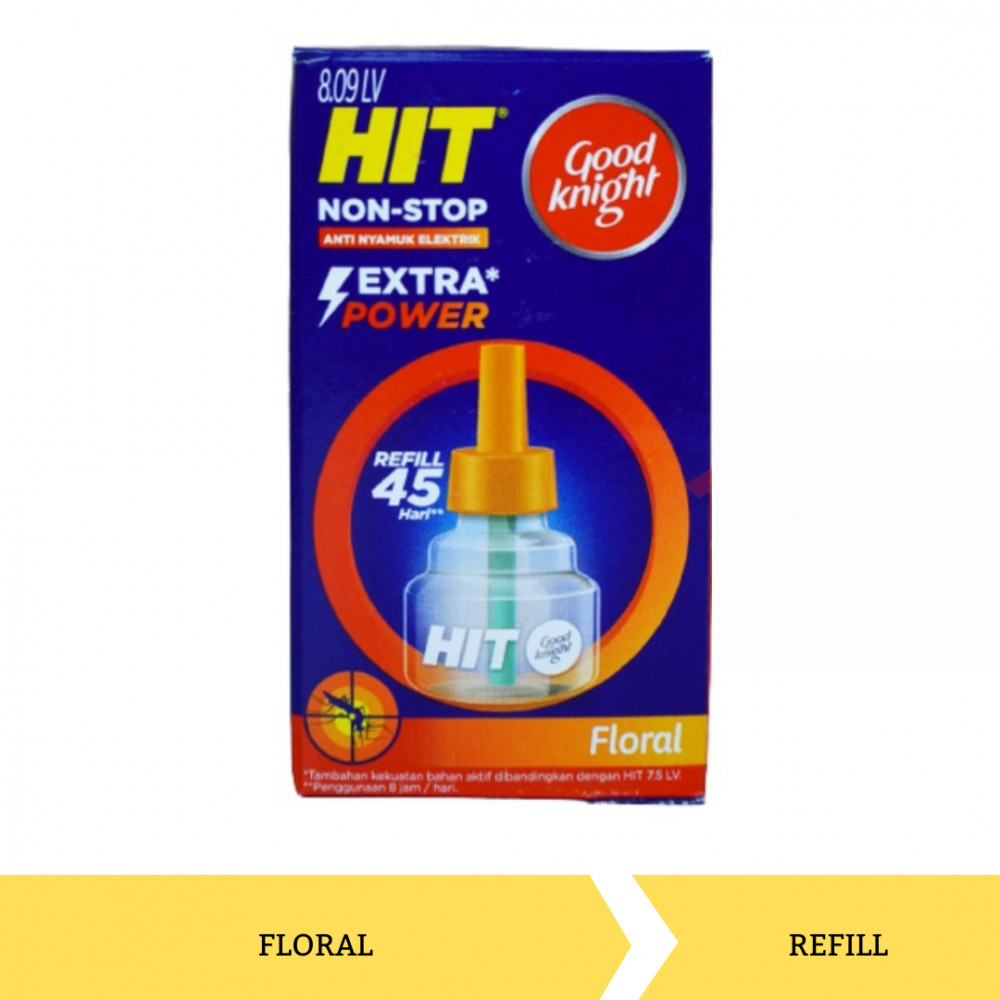 8.09 LV
HIT®
Good
knight
NON-STOP
ANTI NYAMUK ELEKTRIK
EXTRA*
POWER
REFILL
45
Hari**
HIT
Good
knight
Floral
*Tambahan kekuatan bahan aktif dibandingkan dengan HIT 7.5 LV.
**Penggunaan 8 jam / hari.
FLORAL
REFILL